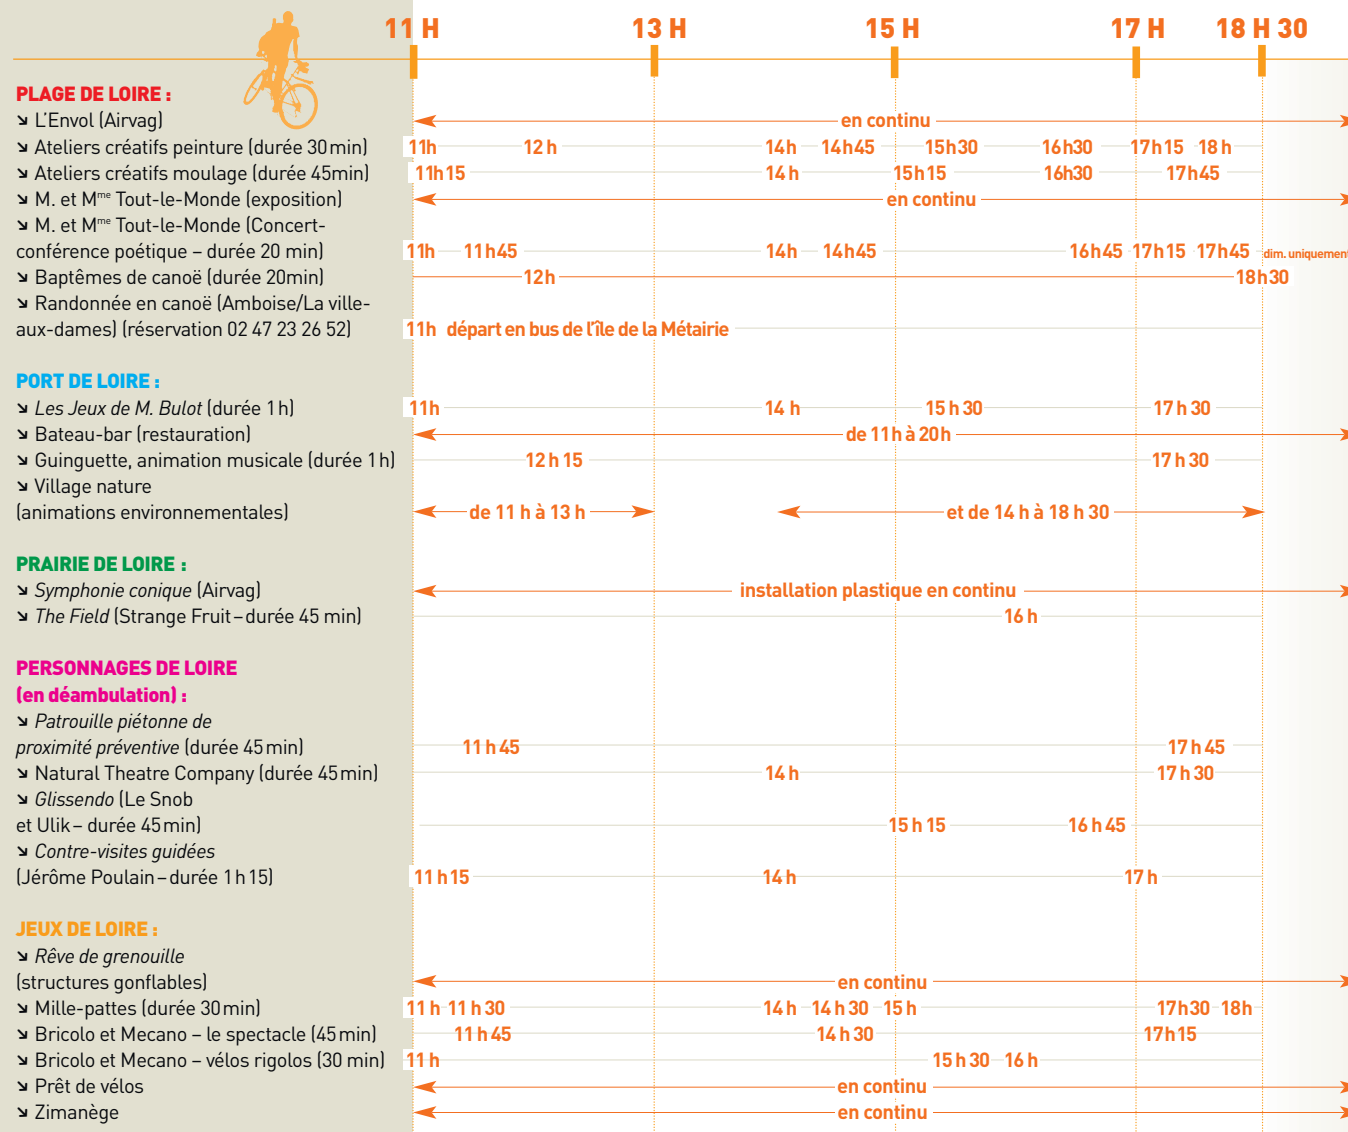 11 H 13 H 15 H 17 H 18 H 30
PLAGE DE LOIRE :
➘ L'Envol (Airvag) en continu
➘ Ateliers créatifs peinture (durée 30 min) 11h 12 h 14h 14h45 15h30 16h30 17h15 18 h
➘ Ateliers créatifs moulage (durée 45min) 11h15 14h 15h15 16h30 17h45
➘ M. et Mme Tout-le-Monde (exposition) en continu
➘ M. et Mme Tout-le-Monde (Concert-
conférence poétique – durée 20 min) 11h 11h45 14h 14h45 16h45 17h15 17h45 dim. uniquement
➘ Baptêmes de canoë (durée 20min) 12h 18h30
➘ Randonnée en canoë (Amboise/La ville-
aux-dames) (réservation 02 47 23 26 52) 11h départ en bus de l'île de la Métairie
PORT DE LOIRE :
➘ Les Jeux de M. Bulot (durée 1 h) 11h 14 h 15 h 30 17 h 30
➘ Bateau-bar (restauration) de 11h à 20h
➘ Guinguette, animation musicale (durée 1 h) 12 h 15 17 h 30
➘ Village nature
(animations environnementales) de 11 h à 13 h et de 14 h à 18 h 30
PRAIRIE DE LOIRE :
➘ Symphonie conique (Airvag) installation plastique en continu
➘ The Field (Strange Fruit – durée 45 min) 16 h
PERSONNAGES DE LOIRE
(en déambulation) :
➘ Patrouille piétonne de
proximité préventive (durée 45 min) 11 h 45 17 h 45
➘ Natural Theatre Company (durée 45 min) 14 h 17 h 30
➘ Glissendo (Le Snob
et Ulik – durée 45 min) 15 h 15 16 h 45
➘ Contre-visites guidées
(Jérôme Poulain – durée 1 h 15) 11 h 15 14 h 17 h
JEUX DE LOIRE :
➘ Rêve de grenouille
(structures gonflables) en continu
➘ Mille-pattes (durée 30 min) 11 h 11 h 30 14 h 14 h 30 15 h 17h30 18h
➘ Bricolo et Mecano – le spectacle (45 min) 11 h 45 14 h 30 17h15
➘ Bricolo et Mecano – vélos rigolos (30 min) 11 h 15 h 30 16 h
➘ Prêt de vélos en continu
➘ Zimanège en continu